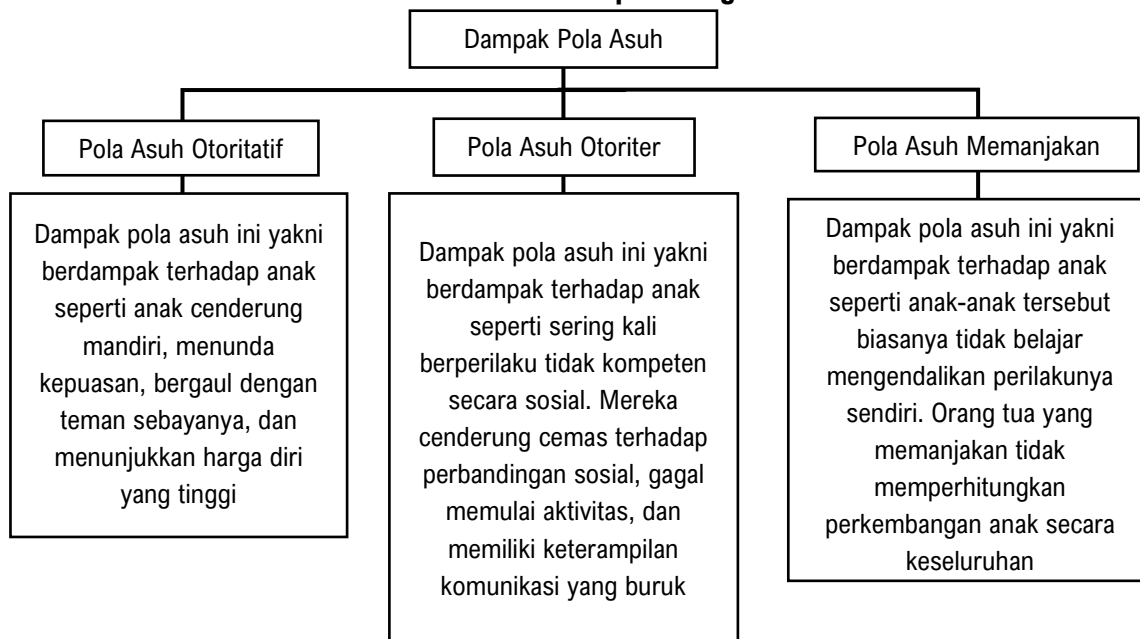 Dampak Pola Asuh
Pola Asuh Otoritatif
Dampak pola asuh ini yakni
berdampak terhadap anak
seperti anak cenderung
mandiri, menunda
kepuasan, bergaul dengan
teman sebayanya, dan
menunjukkan harga diri
yang tinggi
Pola Asuh Otoriter
Dampak pola asuh ini yakni
berdampak terhadap anak
seperti sering kali
berperilaku tidak kompeten
secara sosial. Mereka
cenderung cemas terhadap
perbandingan sosial, gagal
memulai aktivitas, dan
memiliki keterampilan
komunikasi yang buruk
Pola Asuh Memanjakan
Dampak pola asuh ini yakni
berdampak terhadap anak
seperti anak-anak tersebut
biasanya tidak belajar
mengendalikan perilakunya
sendiri. Orang tua yang
memanjakan tidak
memperhitungkan
perkembangan anak secara
keseluruhan